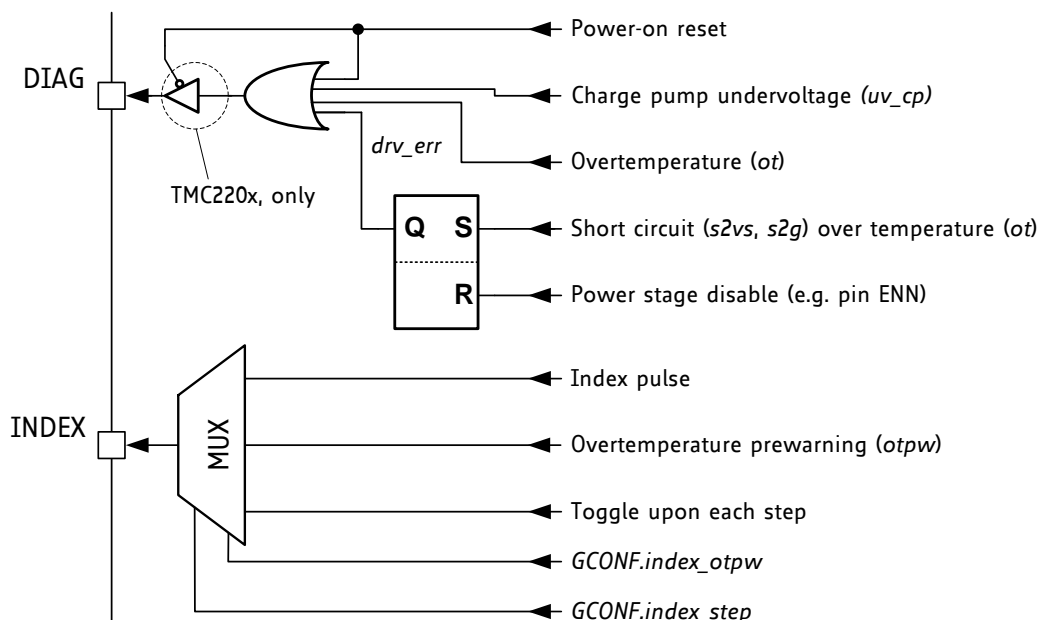 Power-on reset
DIAG
Charge pump undervoltage (uv_cp)
drv_err
Overtemperature (ot)
TMC220x, only
Q S
Short circuit (s2vs, s2g) over temperature (ot)
R
Power stage disable (e.g. pin ENN)
Index pulse
INDEX
MUX
Overtemperature prewarning (otpw)
Toggle upon each step
GCONF.index_otpw
GCONF.index_step